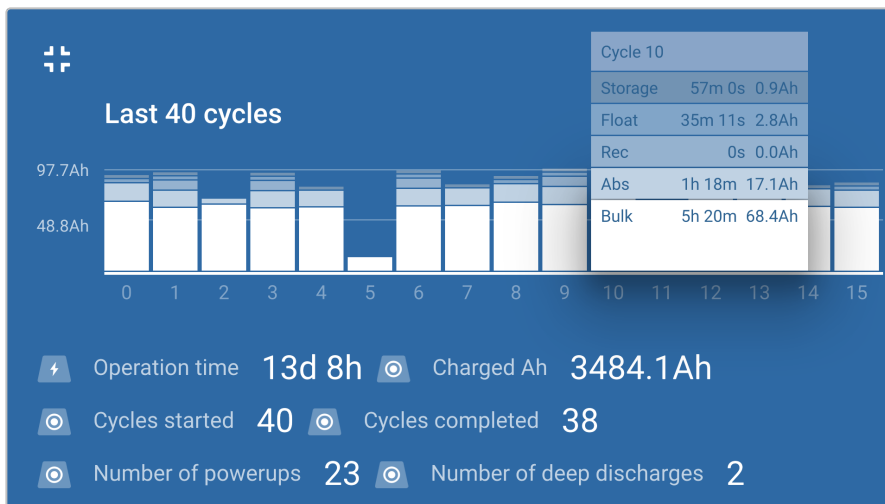 Cycle 10
Storage 57m 0s 0.9Ah
Last 40 cycles
Float 35m 11s 2.8Ah
Rec 0s 0.0Ah
97.7Ah
Abs 1h 18m 17.1Ah
Bulk 5h 20m 68.4Ah
48.8Ah
0 1 2 3 4 5 6 7 8 9 10 11 12 13 14 15
Operation time 13d 8h Charged Ah 3484.1Ah
Cycles started 40 Cycles completed 38
Number of powerups 23 Number of deep discharges 2